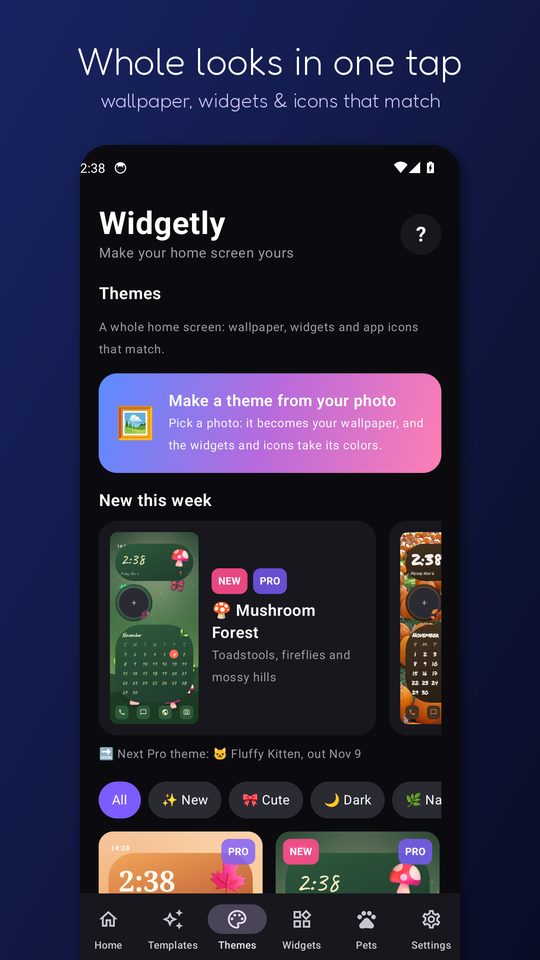 Whole looks in one tap
wallpaper, widgets & icons that match
2:38
Widgetly
?
Make your home screen yours
Themes
A whole home screen: wallpaper, widgets and app icons
that match.
Make a theme from your photo
Pick a photo: it becomes your wallpaper, and
the widgets and icons take its colors.
New this week
2:38
November
NEW PRO
🍄 Mushroom
Forest
Toadstools, fireflies and
mossy hills
2:38
NOVEMBER
🔜 Next Pro theme: 🐱 Fluffy Kitten, out Nov 9
All
✨ New
🎀 Cute
🌙 Dark
🌿 Na
14:38
PRO
2:38
NEW
PRO
2:38
Home
Templates
Themes
Widgets
Pets
Settings